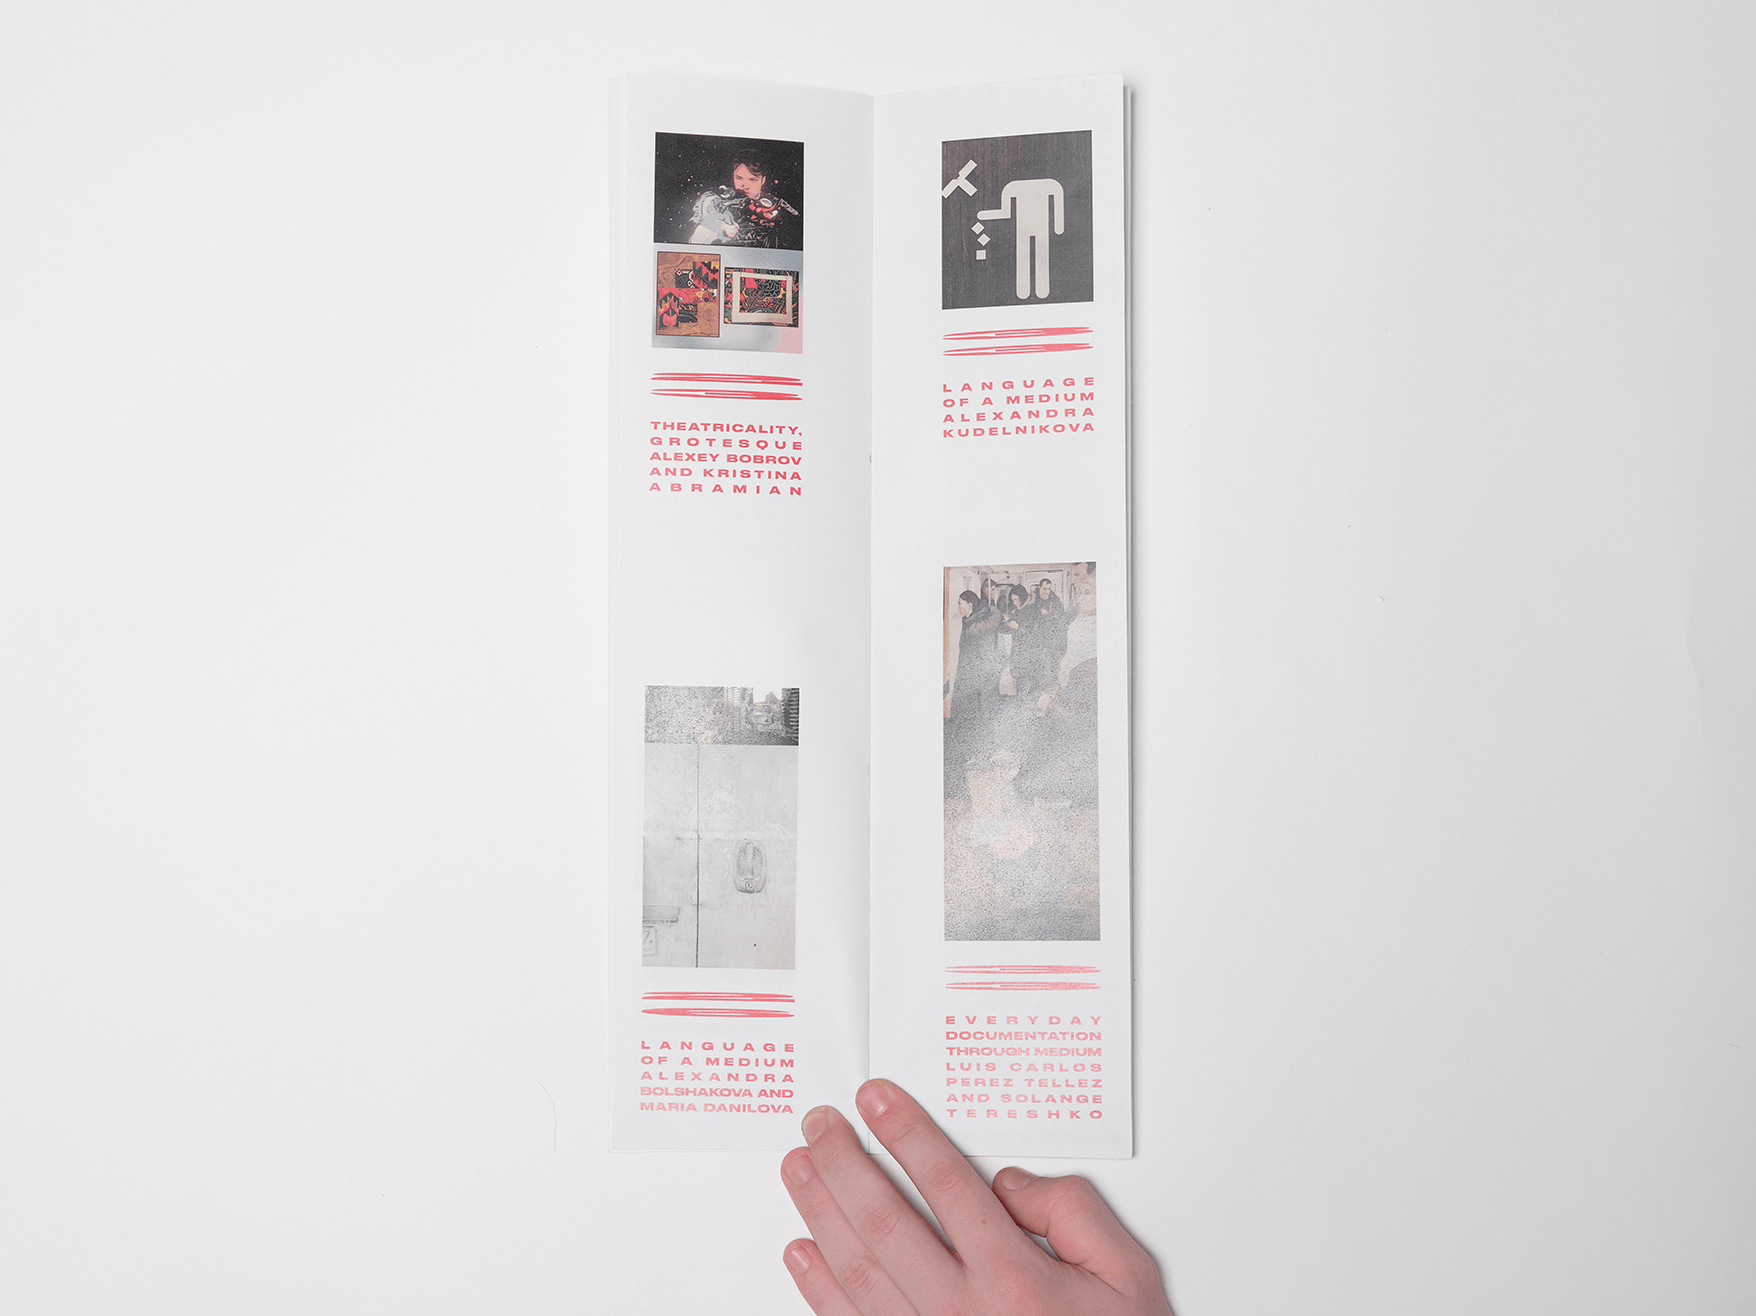 THEATRICALITY,
GROTESQUE
ALEXEY BOBROV
AND KRISTINA
ABRAMIAN
LANGUAGE
OF A MEDIUM
ALEXANDRA
BOLSHAKOVA AND
MARIA DANILOVA
LANGUAGE
OF A MEDIUM
ALEXANDRA
KUDELNIKOVA
EVERYDAY
DOCUMENTATION
THROUGH MEDIUM
LUIS CARLOS
PEREZ TELLEZ
AND SOLANGE
TERESHKO